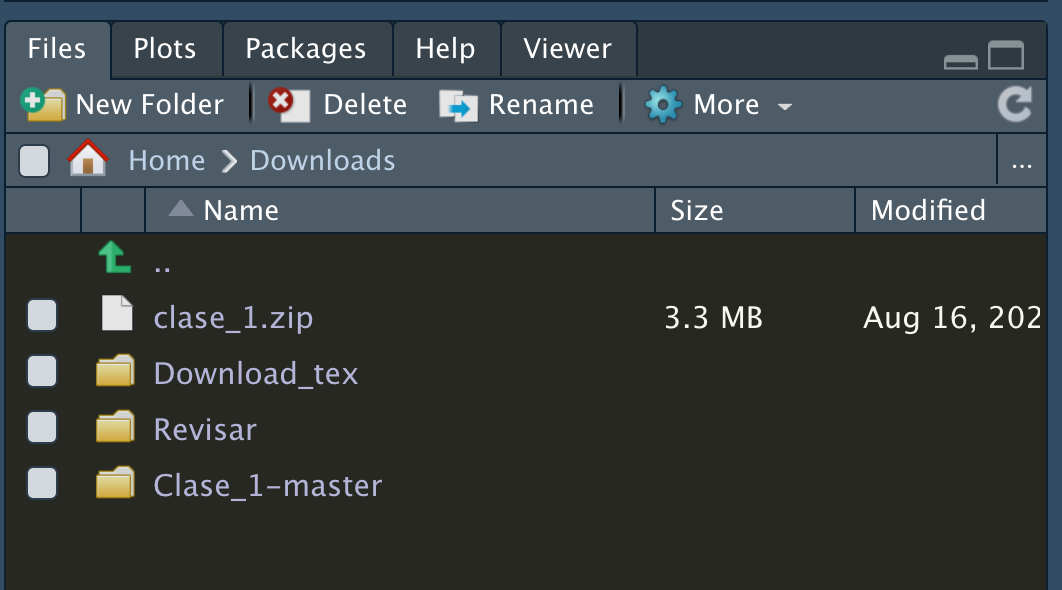 Files Plots Packages Help Viewer
New Folder Delete Rename More
Home Downloads ...
Name Size Modified
..
clase_1.zip 3.3 MB Aug 16, 202
Download_tex
Revisar
Clase_1-master